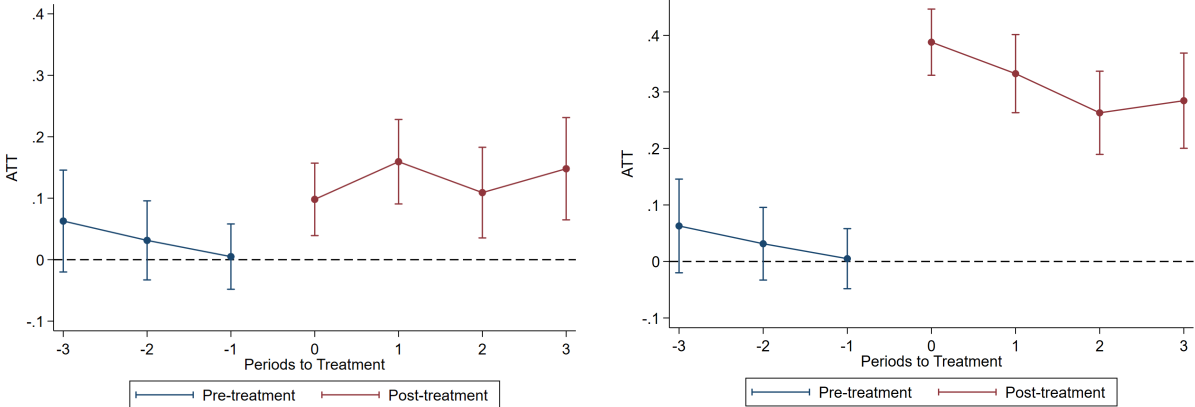 .4
.3
.2
.1
0
-.1
ATT
-3 -2 -1 0 1 2 3
Periods to Treatment
Pre-treatment Post-treatment
.4
.3
.2
.1
0
-.1
ATT
-3 -2 -1 0 1 2 3
Periods to Treatment
Pre-treatment Post-treatment